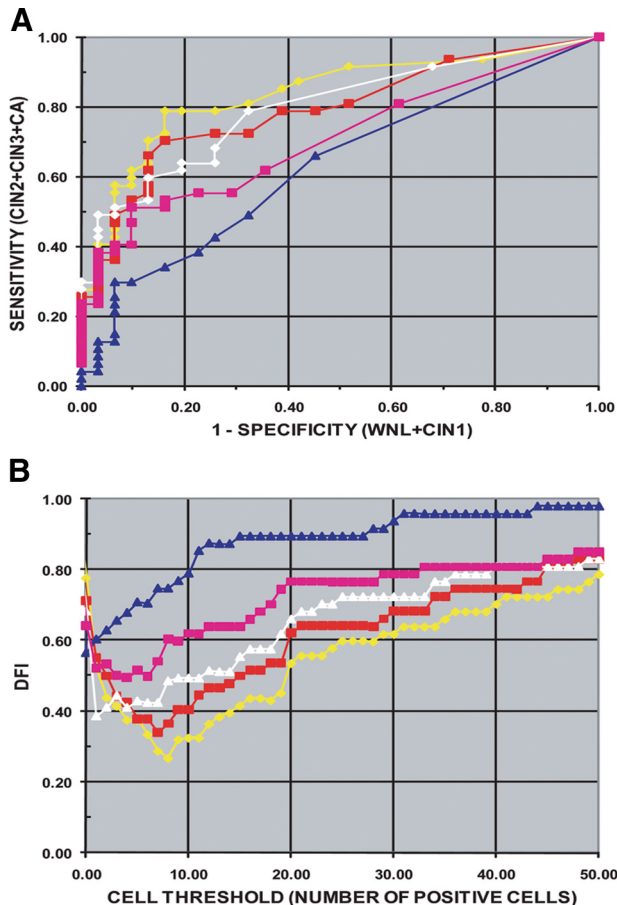 A
1.00
0.80
0.60
0.40
0.20
0.00
SENSITIVITY (CIN2+CIN3+CA)
0.00 0.20 0.40 0.60 0.80 1.00
1 - SPECIFICITY (WNL+CIN1)
B
1.00
0.80
0.60
0.40
0.20
0.00
DFI
0.00 10.00 20.00 30.00 40.00 50.00
CELL THRESHOLD (NUMBER OF POSITIVE CELLS)